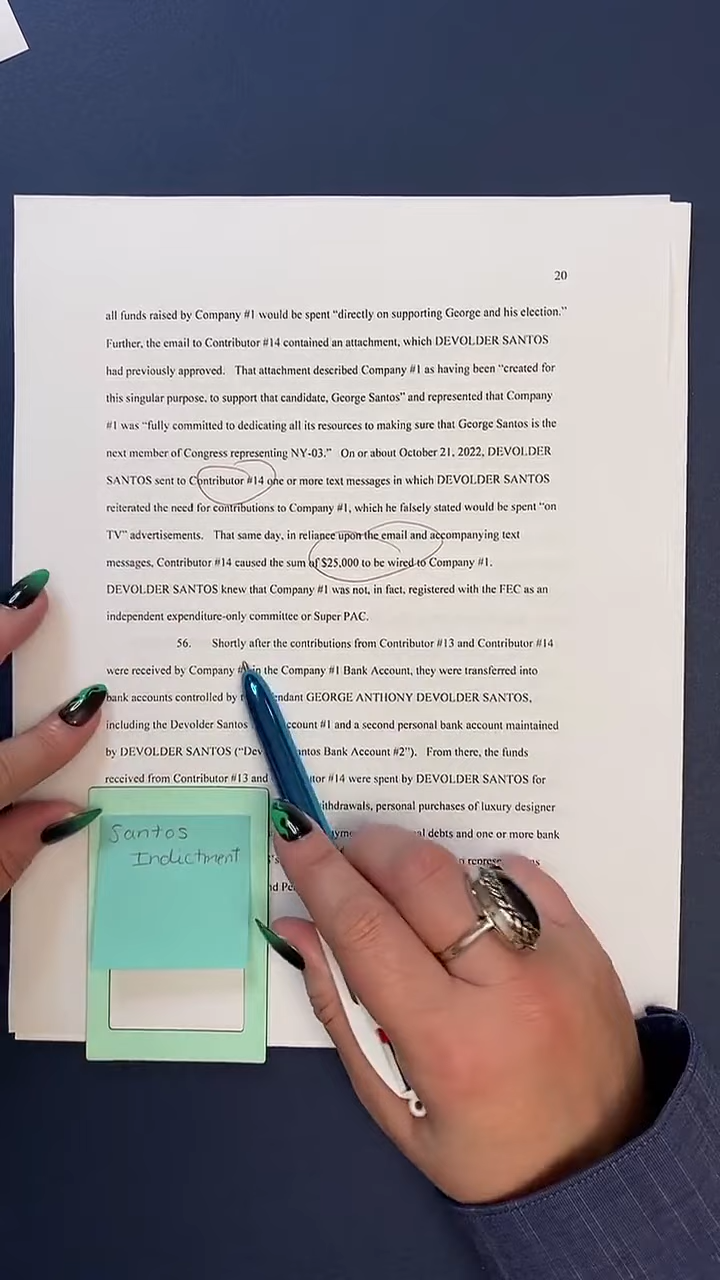 20
all funds raised by Company #1 would be spent “directly on supporting George and his election.”
Further, the email to Contributor #14 contained an attachment, which DEVOLDER SANTOS
had previously approved. That attachment described Company #1 as having been “created for
this singular purpose, to support that candidate, George Santos” and represented that Company
#1 was “fully committed to dedicating all its resources to making sure that George Santos is the
next member of Congress representing NY-03.” On or about October 21, 2022, DEVOLDER
SANTOS sent to Contributor #14 one or more text messages in which DEVOLDER SANTOS
reiterated the need for contributions to Company #1, which he falsely stated would be spent “on
TV” advertisements. That same day, in reliance upon the email and accompanying text
messages, Contributor #14 caused the sum of $25,000 to be wired to Company #1.
DEVOLDER SANTOS knew that Company #1 was not, in fact, registered with the FEC as an
independent expenditure-only committee or Super PAC.
56. Shortly after the contributions from Contributor #13 and Contributor #14
were received by Company in the Company #1 Bank Account, they were transferred into
bank accounts controlled by GEORGE ANTHONY DEVOLDER SANTOS,
including the Devolder Santos #1 and a second personal bank account maintained
by DEVOLDER SANTOS Bank Account #2”). From there, the funds
received from Contributor #13 and #14 were spent by DEVOLDER SANTOS for
personal purchases of luxury designer
debts and one or more bank
Santos
Indictment